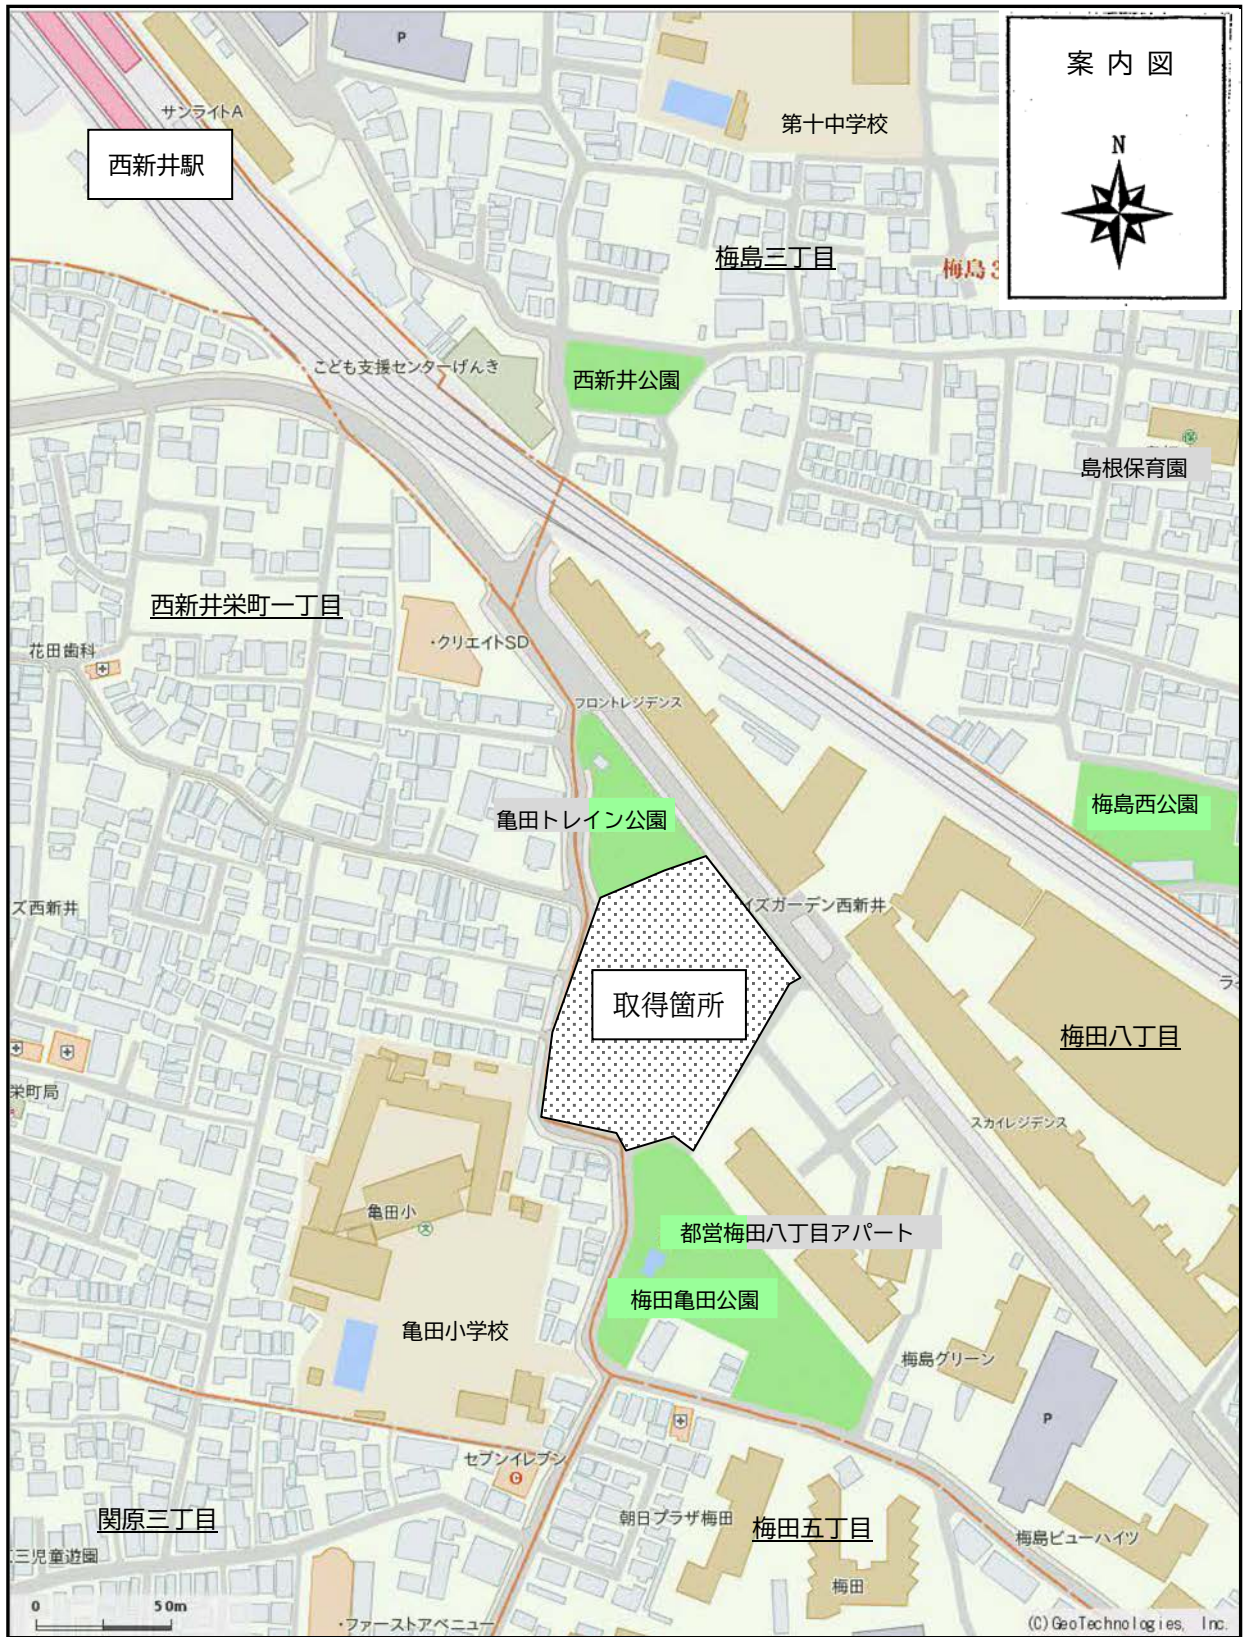 案内図
N
P
サンライトA
西新井駅
第十中学校
梅島三丁目
梅島3
こども支援センターげんき
西新井公園
保
島根保育園
西新井栄町一丁目
・クリエイトSD
花田歯科
フロントレジデンス
亀田トレイン公園
梅島西公園
ズ西新井
イズガーデン西新井
取得箇所
梅田八丁目
栄町局
スカイレジデンス
亀田小
文
都営梅田八丁目アパート
梅田亀田公園
亀田小学校
梅島グリーン
P
セブンイレブン
関原三丁目
朝日プラザ梅田
梅田五丁目
梅島ビューハイツ
三児童遊園
梅田
0 50m
・ファーストアベニュー
(C)GeoTechnologies, Inc.